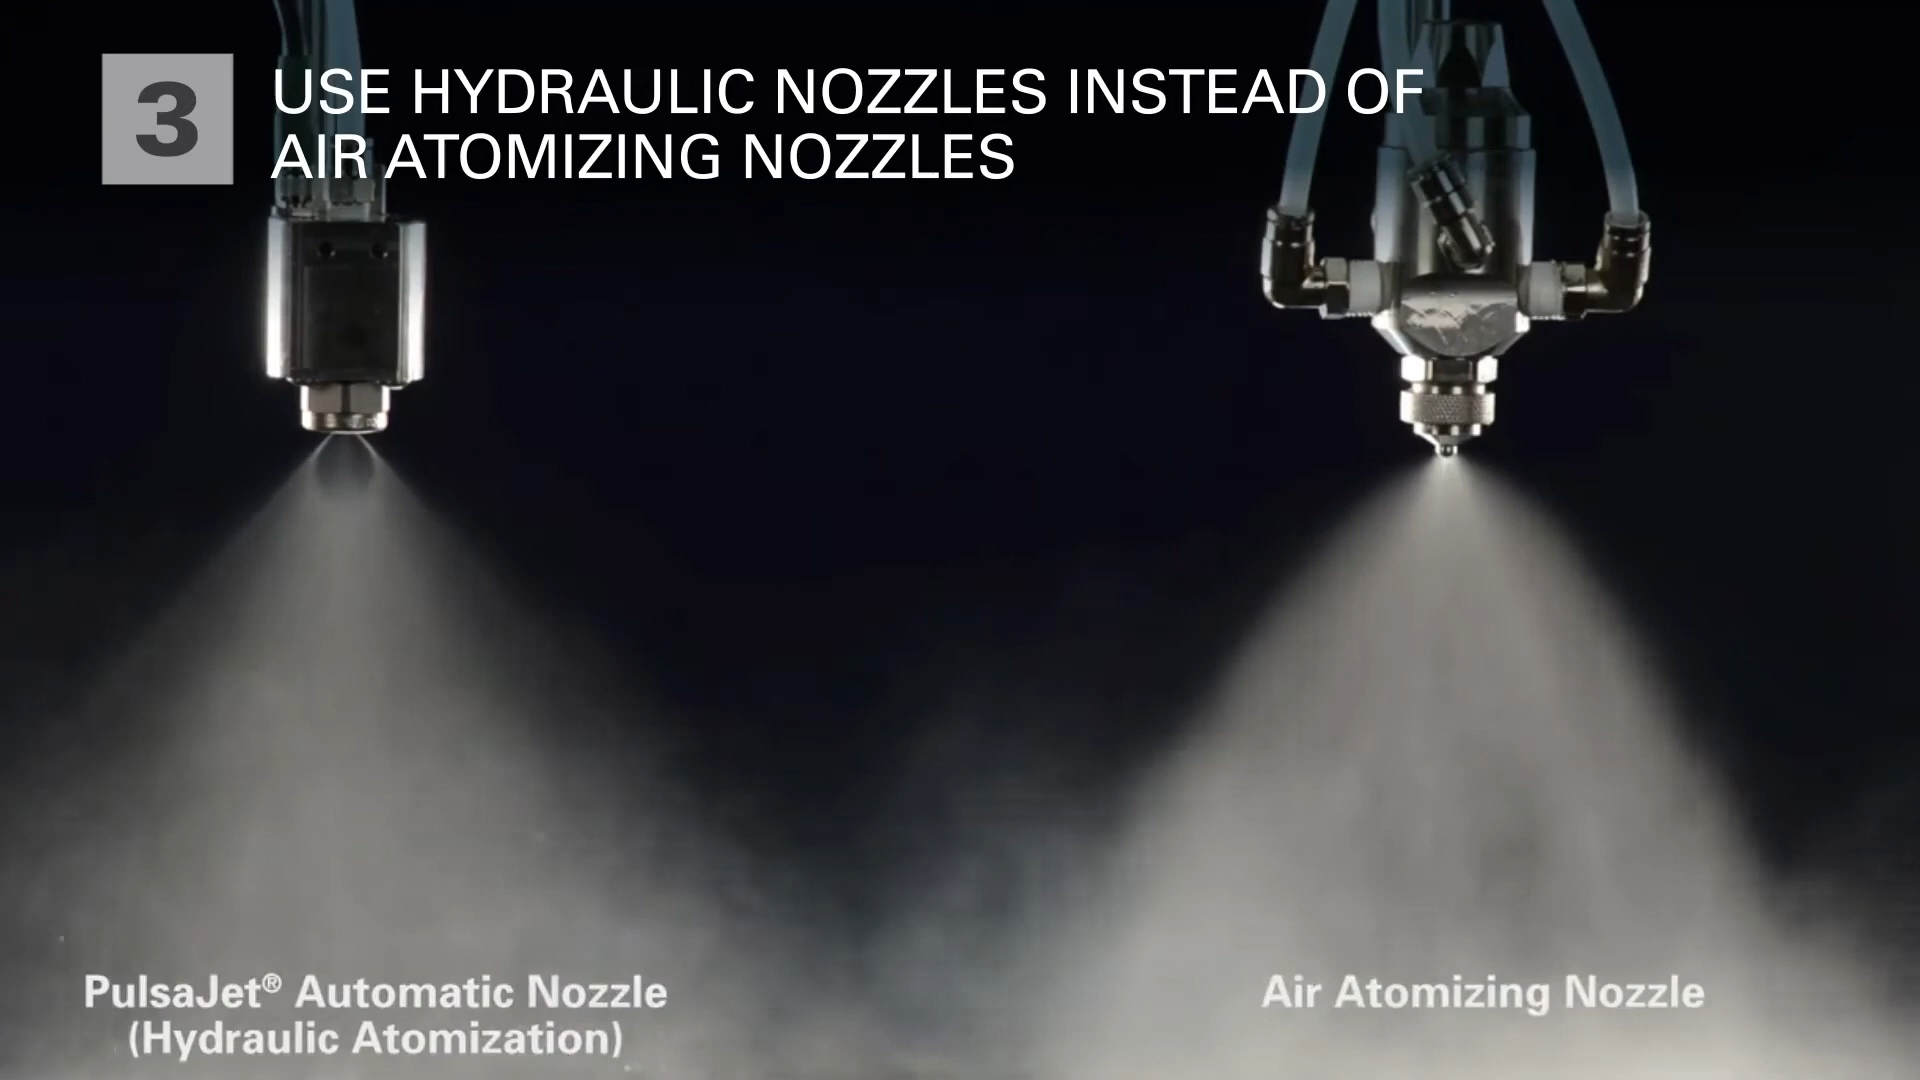 3
USE HYDRAULIC NOZZLES INSTEAD OF
AIR ATOMIZING NOZZLES
PulsaJet® Automatic Nozzle
(Hydraulic Atomization)
Air Atomizing Nozzle